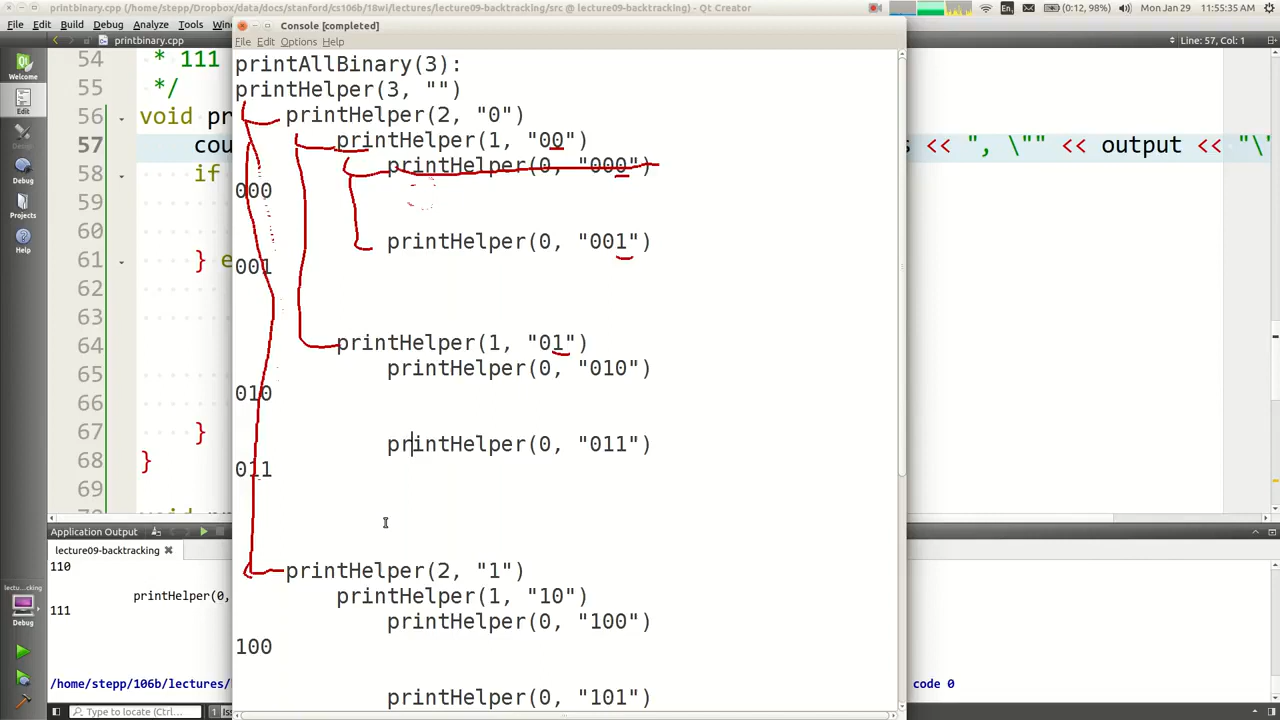 printbinary.cpp (~/Dropbox/data/docs/stanford/cs106b/18wi/lectures/lecture09-backtracking/src @ lecture09-backtracking) - Qt Creator
En
(0:12, 98%)
Mon Jan 29
11:55:35 AM
File Edit Build Debug Analyze Tools
Console [completed]
File Edit Options Help
printbinary.cpp
Line: 57, Col: 1
Welcome
Edit
Debug
Projects
Help
54 * 111
55 */
56 void pr
57 cou
s << ", \"" << output << "\
58 if
59
60
61 } e
62
63
64
65
66
67 }
68 }
69
printAllBinary(3):
printHelper(3, "")
printHelper(2, "0")
printHelper(1, "00")
printHelper(0, "000")
000
printHelper(0, "001")
001
printHelper(1, "01")
printHelper(0, "010")
010
printHelper(0, "011")
011
printHelper(2, "1")
printHelper(1, "10")
printHelper(0, "100")
100
printHelper(0, "101")
Application Output
lecture09-backtracking
110
printHelper(0,
111
/home/stepp/106b/lectures/
code 0
lectu...cking
Debug
Type to locate (Ctrl...
1